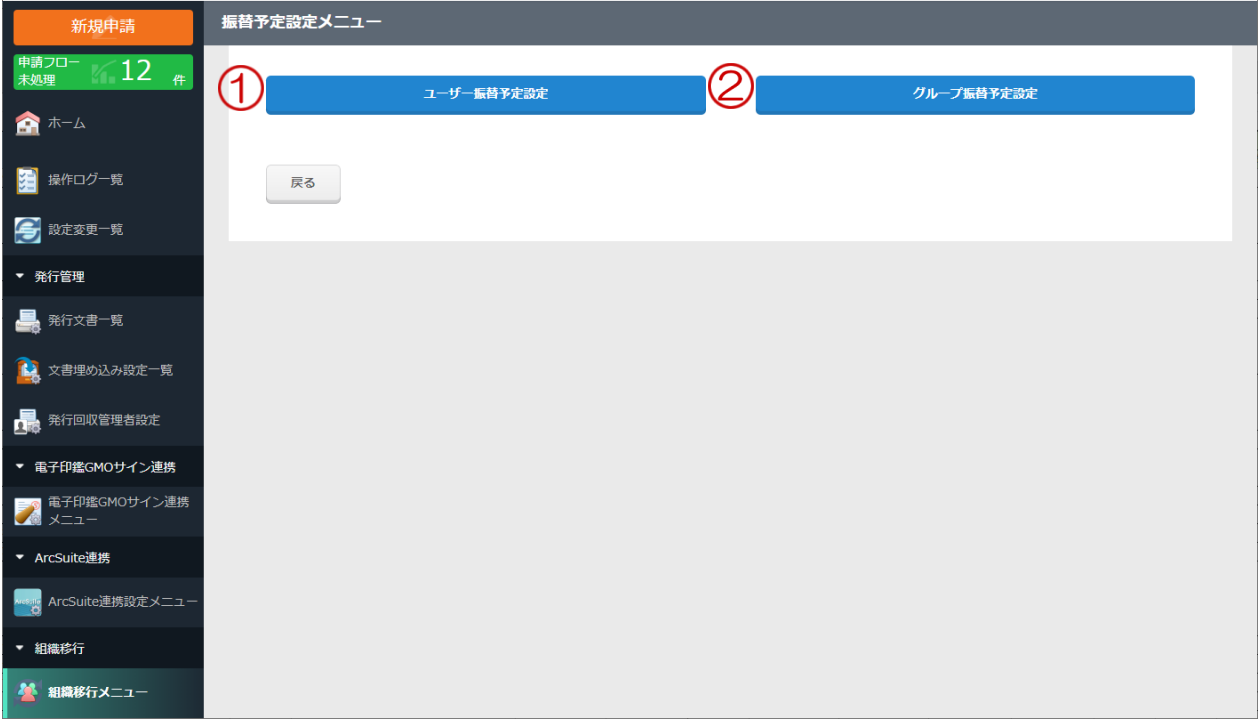 新規申請
申請フロー
未処理
12
件
ホーム
操作ログ一覧
設定変更一覧
発行管理
発行文書一覧
文書埋め込み設定一覧
発行回収管理者設定
電子印鑑GMOサイン連携
電子印鑑GMOサイン連携
メニュー
ArcSuite連携
ArcSuite連携設定メニュー
組織移行
組織移行メニュー
振替予定設定メニュー
①
ユーザー振替予定設定
②
グループ振替予定設定
戻る